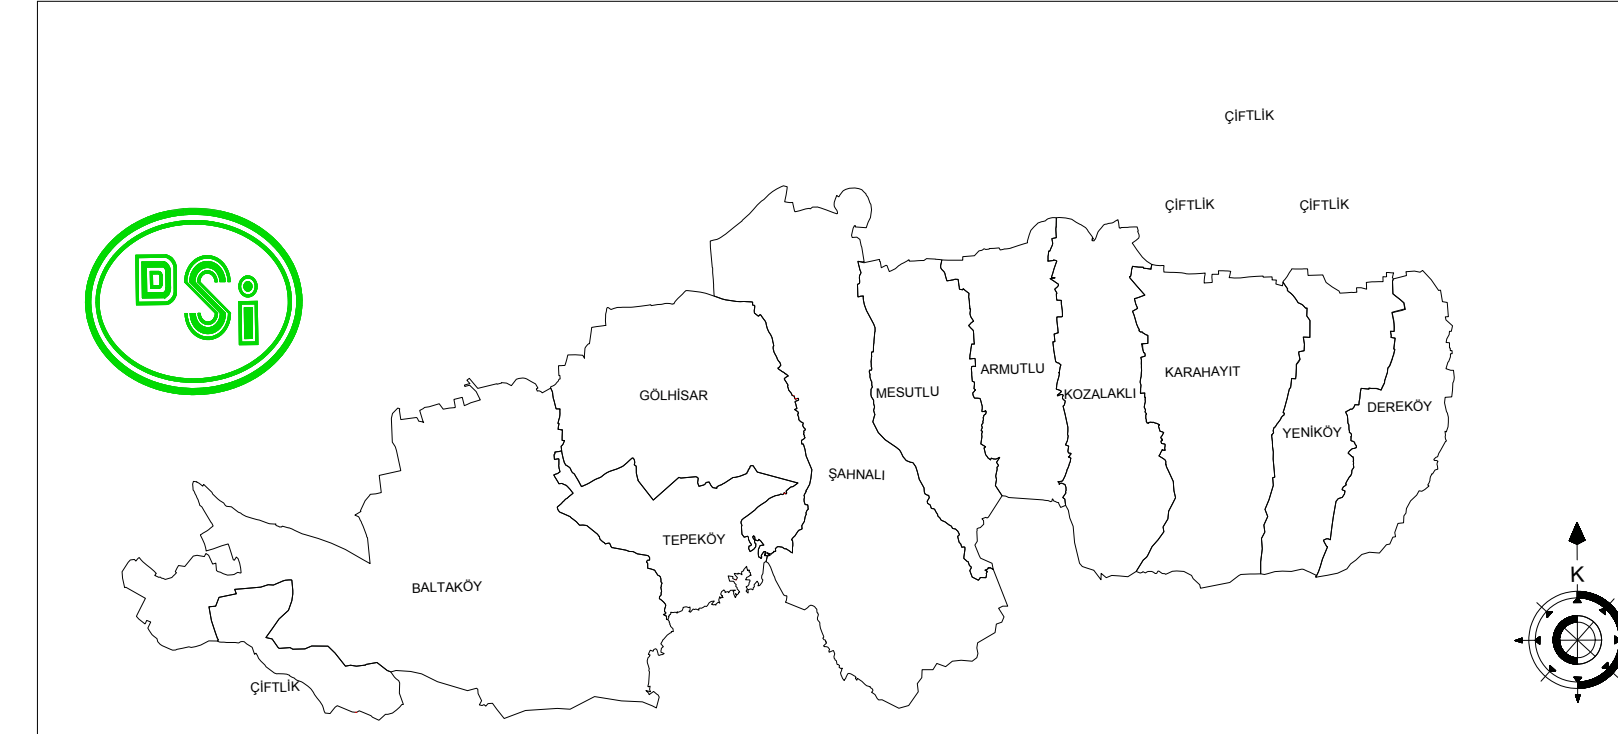 ÇİFTLİK
ÇİFTLİK
ÇİFTLİK
DSi
GÖLHİSAR
MESUTLU
ARMUTLU
KOZALAKLI
KARAHAYIT
YENİKÖY
DEREKÖY
ŞAHNALI
TEPEKÖY
BALTAKÖY
ÇİFTLİK
K